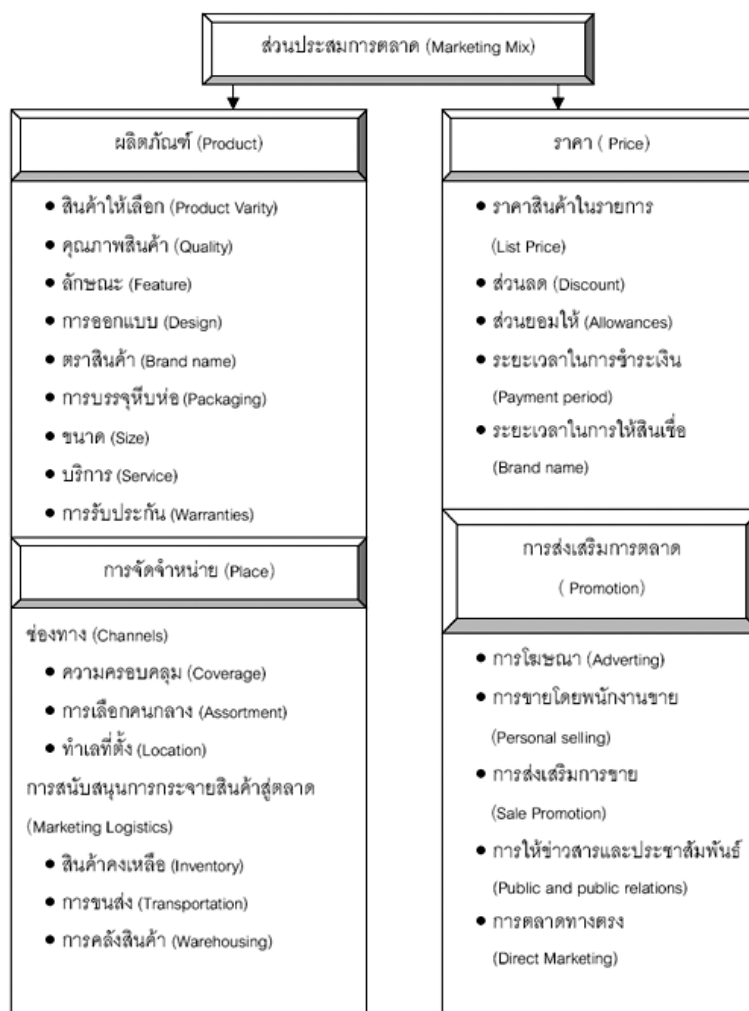 ส่วนประสมการตลาด (Marketing Mix)
ผลิตภัณฑ์ (Product)
• สินค้าให้เลือก (Product Varity)
• คุณภาพสินค้า (Quality)
• ลักษณะ (Feature)
• การออกแบบ (Design)
• ตราสินค้า (Brand name)
• การบรรจุหีบห่อ (Packaging)
• ขนาด (Size)
• บริการ (Service)
• การรับประกัน (Warranties)
การจัดจำหน่าย (Place)
ช่องทาง (Channels)
• ความครอบคลุม (Coverage)
• การเลือกคนกลาง (Assortment)
• ทำเลที่ตั้ง (Location)
การสนับสนุนการกระจายสินค้าสู่ตลาด
(Marketing Logistics)
• สินค้าคงเหลือ (Inventory)
• การขนส่ง (Transportation)
• การคลังสินค้า (Warehousing)
ราคา ( Price)
• ราคาสินค้าในรายการ
(List Price)
• ส่วนลด (Discount)
• ส่วนยอมให้ (Allowances)
• ระยะเวลาในการชำระเงิน
(Payment period)
• ระยะเวลาในการให้สินเชื่อ
(Brand name)
การส่งเสริมการตลาด
( Promotion)
• การโฆษณา (Adverting)
• การขายโดยพนักงานขาย
(Personal selling)
• การส่งเสริมการขาย
(Sale Promotion)
• การให้ข่าวสารและประชาสัมพันธ์
(Public and public relations)
• การตลาดทางตรง
(Direct Marketing)